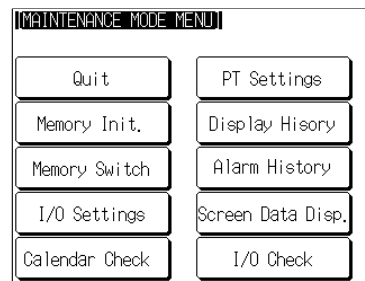 [MAINTENANCE MODE MENU]
Quit
PT Settings
Memory Init.
Display Hisory
Memory Switch
Alarm History
I/O Settings
Screen Data Disp.
Calendar Check
I/O Check